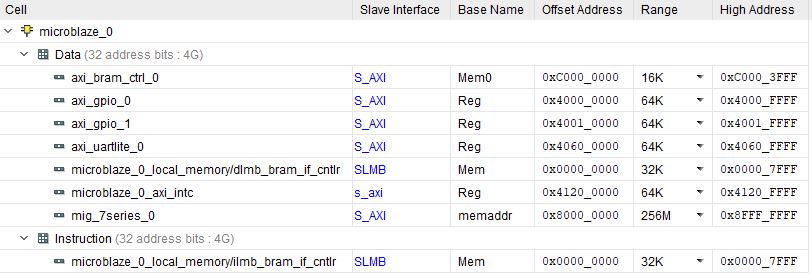 Cell Slave Interface Base Name Offset Address Range High Address
microblaze_0
Data (32 address bits : 4G)
axi_bram_ctrl_0 S_AXI Mem0 0xC000_0000 16K 0xC000_3FFF
axi_gpio_0 S_AXI Reg 0x4000_0000 64K 0x4000_FFFF
axi_gpio_1 S_AXI Reg 0x4001_0000 64K 0x4001_FFFF
axi_uartlite_0 S_AXI Reg 0x4060_0000 64K 0x4060_FFFF
microblaze_0_local_memory/dlmb_bram_if_cntlr SLMB Mem 0x0000_0000 32K 0x0000_7FFF
microblaze_0_axi_intc s_axi Reg 0x4120_0000 64K 0x4120_FFFF
mig_7series_0 S_AXI memaddr 0x8000_0000 256M 0x8FFF_FFFF
Instruction (32 address bits : 4G)
microblaze_0_local_memory/ilmb_bram_if_cntlr SLMB Mem 0x0000_0000 32K 0x0000_7FFF